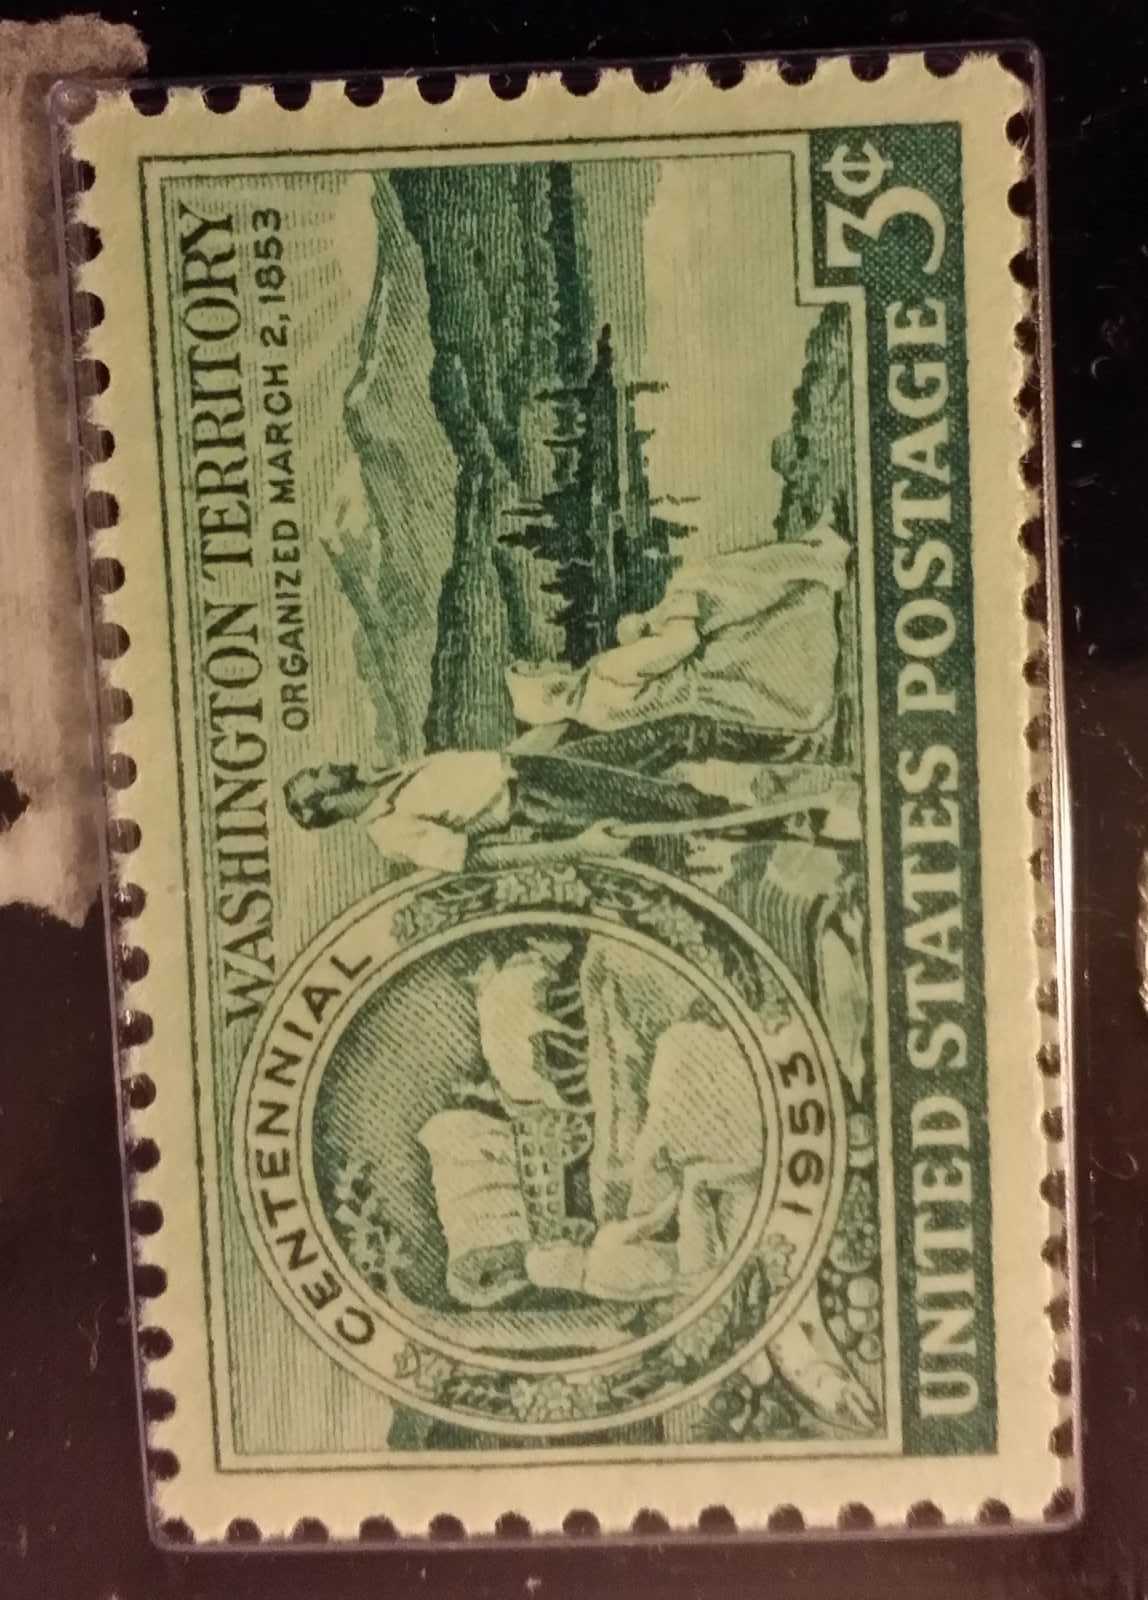 WASHINGTON TERRITORY
ORGANIZED MARCH 2, 1853
CENTENNIAL
1953
3¢
UNITED STATES POSTAGE